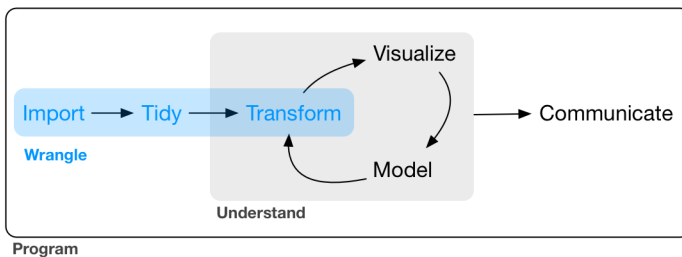 Visualize
Import
Tidy
Transform
Communicate
Wrangle
Model
Understand
Program